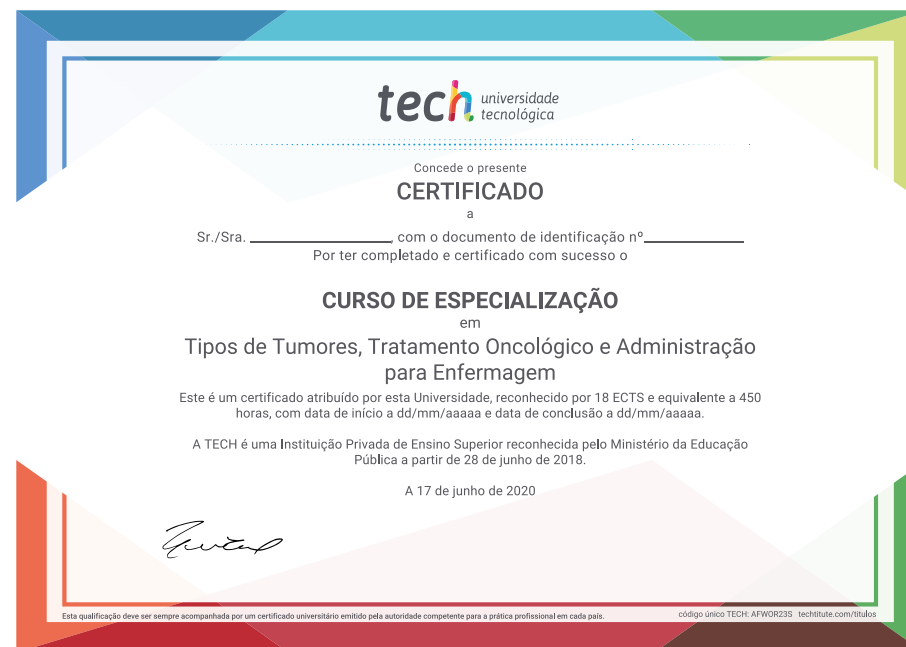 tech universidade
tecnológica
Concede o presente
CERTIFICADO
a
Sr./Sra. ________________, com o documento de identificação nº____________
Por ter completado e certificado com sucesso o
CURSO DE ESPECIALIZAÇÃO
em
Tipos de Tumores, Tratamento Oncológico e Administração
para Enfermagem
Este é um certificado atribuído por esta Universidade, reconhecido por 18 ECTS e equivalente a 450
horas, com data de início a dd/mm/aaaaa e data de conclusão a dd/mm/aaaaa.
A TECH é uma Instituição Privada de Ensino Superior reconhecida pelo Ministério da Educação
Pública a partir de 28 de junho de 2018.
A 17 de junho de 2020
Esta qualificação deve ser sempre acompanhada por um certificado universitário emitido pela autoridade competente para a prática profissional em cada país.
código único TECH: AFWOR23S techtitute.com/titulos